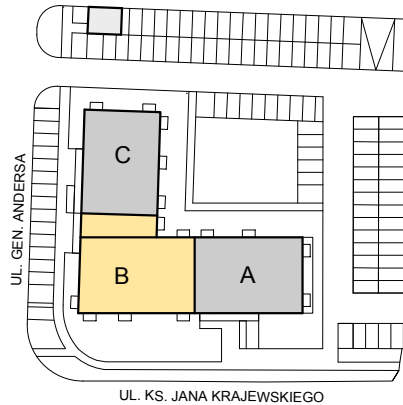 C
UL. GEN. ANDERSA
B
A
UL. KS. JANA KRAJEWSKIEGO